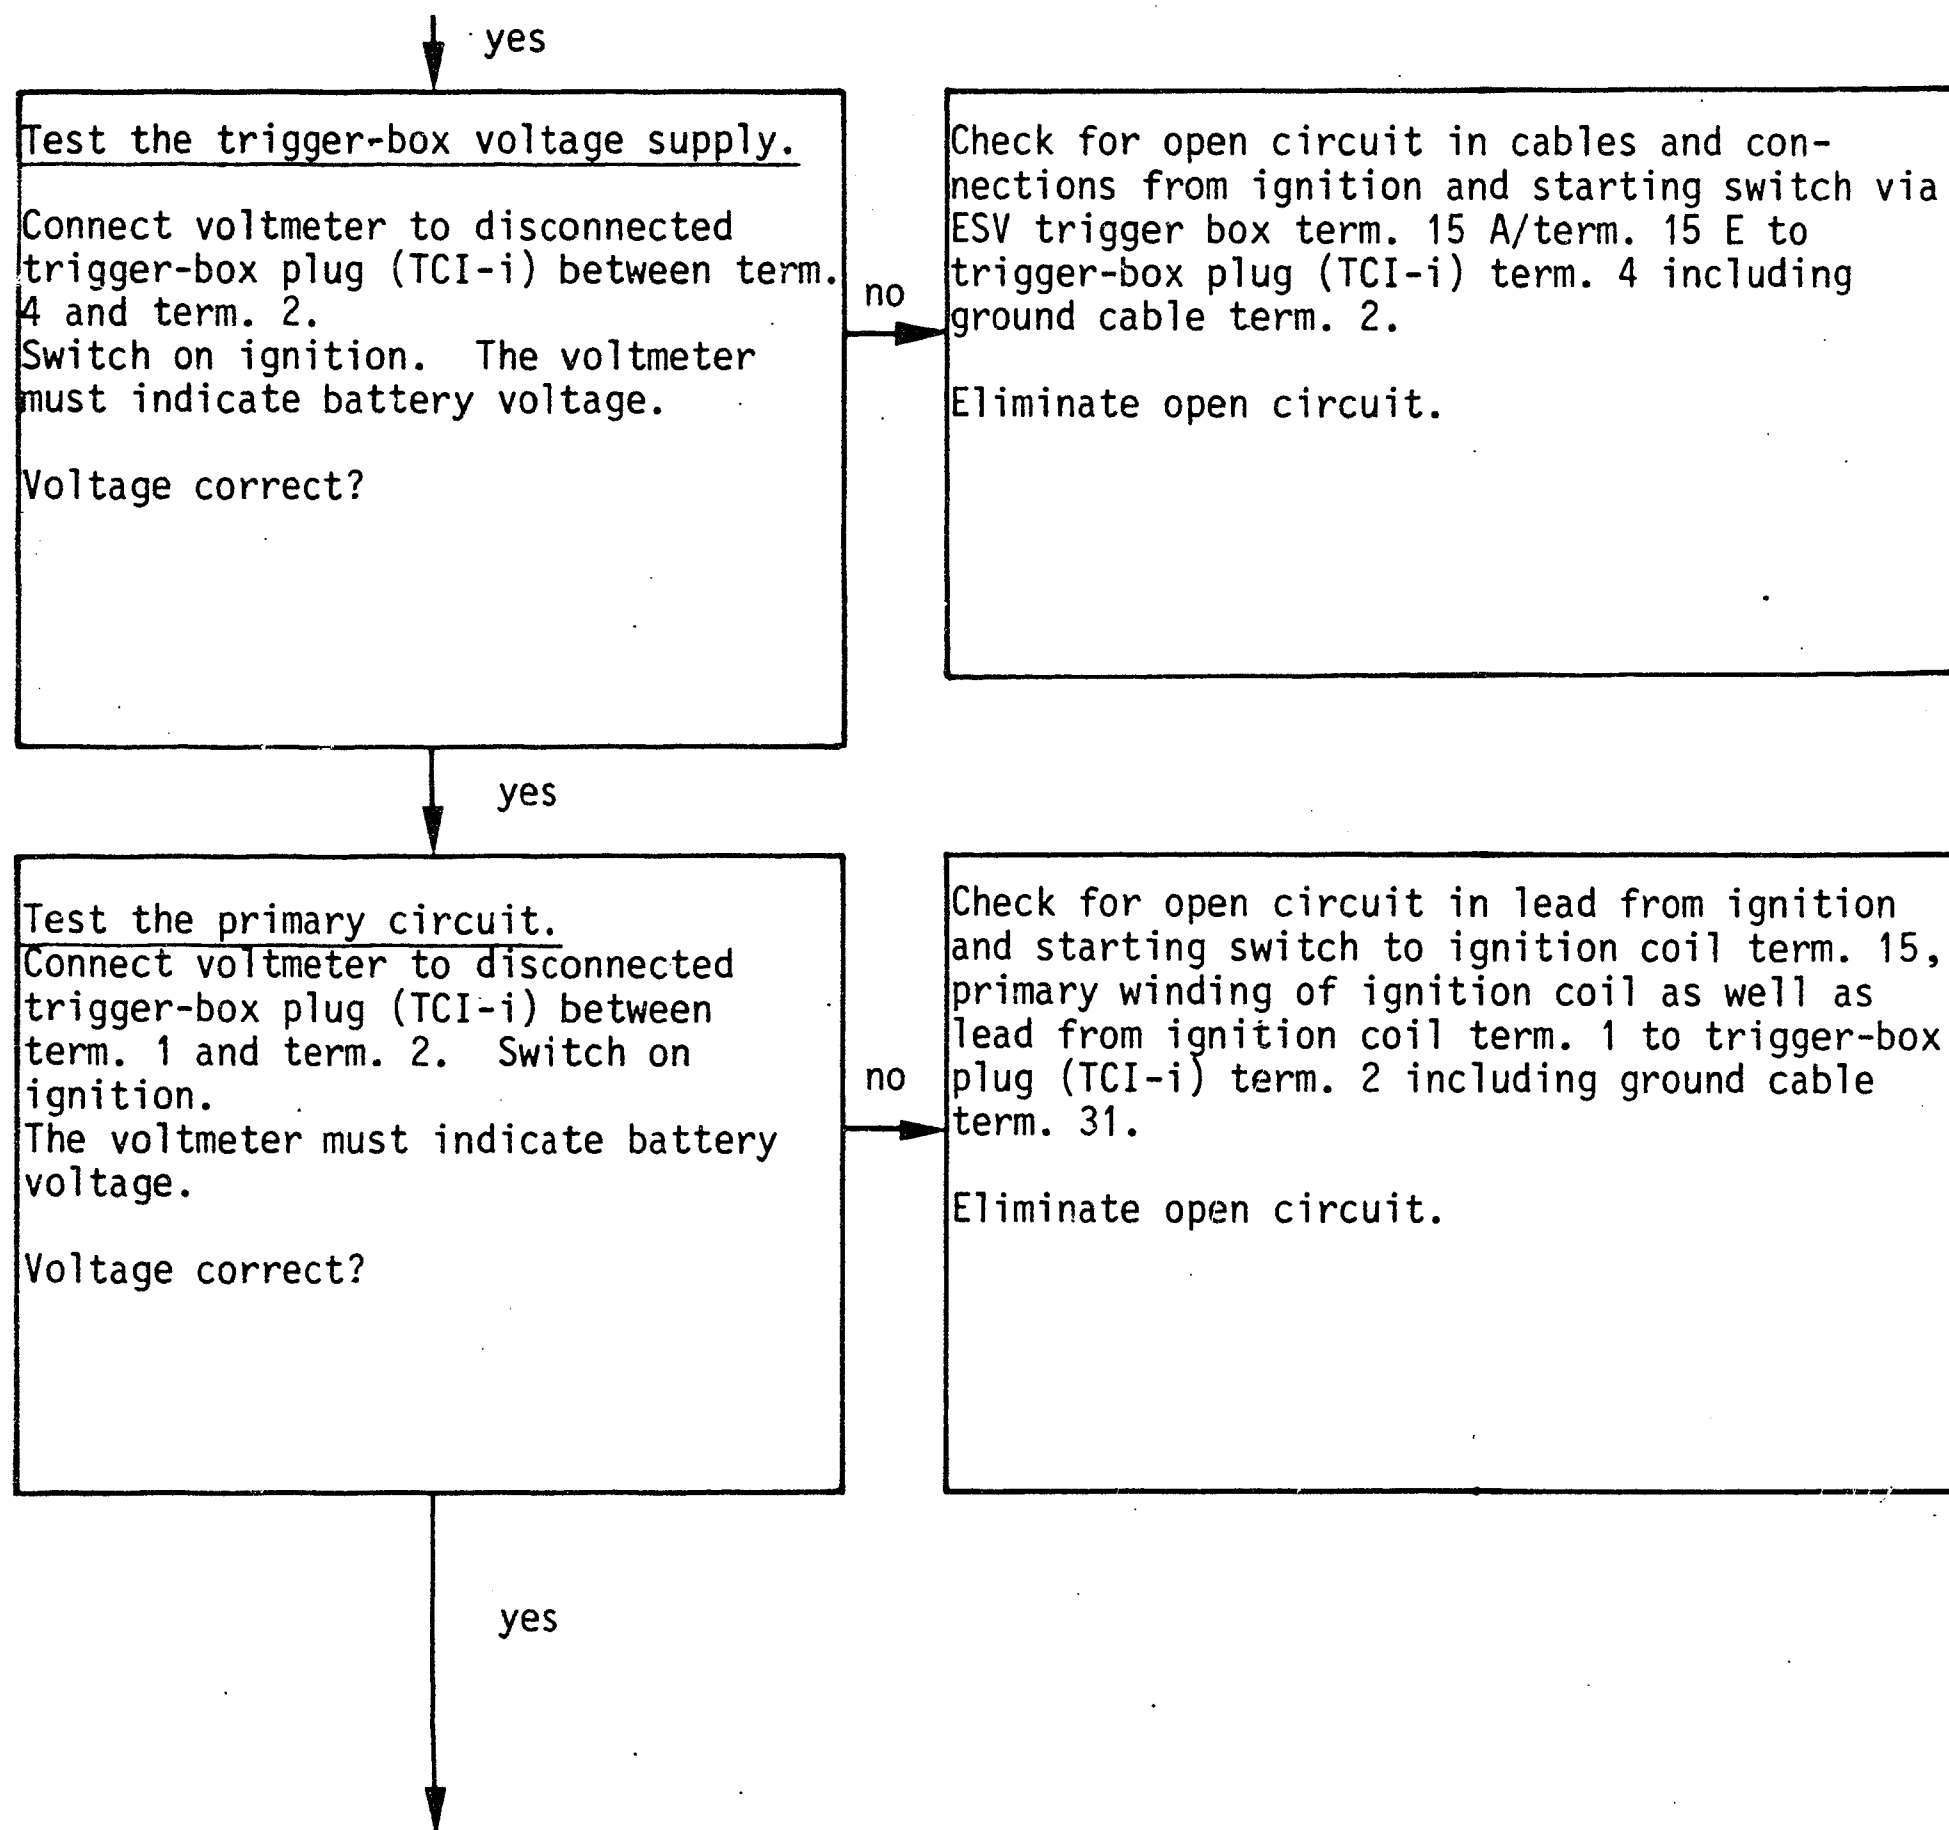 yes
Test the trigger-box voltage supply.
Connect voltmeter to disconnected
trigger-box plug (TCI-i) between term.
4 and term. 2.
Switch on ignition. The voltmeter
must indicate battery voltage.
Voltage correct?
no
Check for open circuit in cables and con-
nections from ignition and starting switch via
ESV trigger box term. 15 A/term. 15 E to
trigger-box plug (TCI-i) term. 4 including
ground cable term. 2.
Eliminate open circuit.
yes
Test the primary circuit.
Connect voltmeter to disconnected
trigger-box plug (TCI-i) between
term. 1 and term. 2. Switch on
ignition.
The voltmeter must indicate battery
voltage.
Voltage correct?
no
Check for open circuit in lead from ignition
and starting switch to ignition coil term. 15,
primary winding of ignition coil as well as
lead from ignition coil term. 1 to trigger-box
plug (TCI-i) term. 2 including ground cable
term. 31.
Eliminate open circuit.
yes